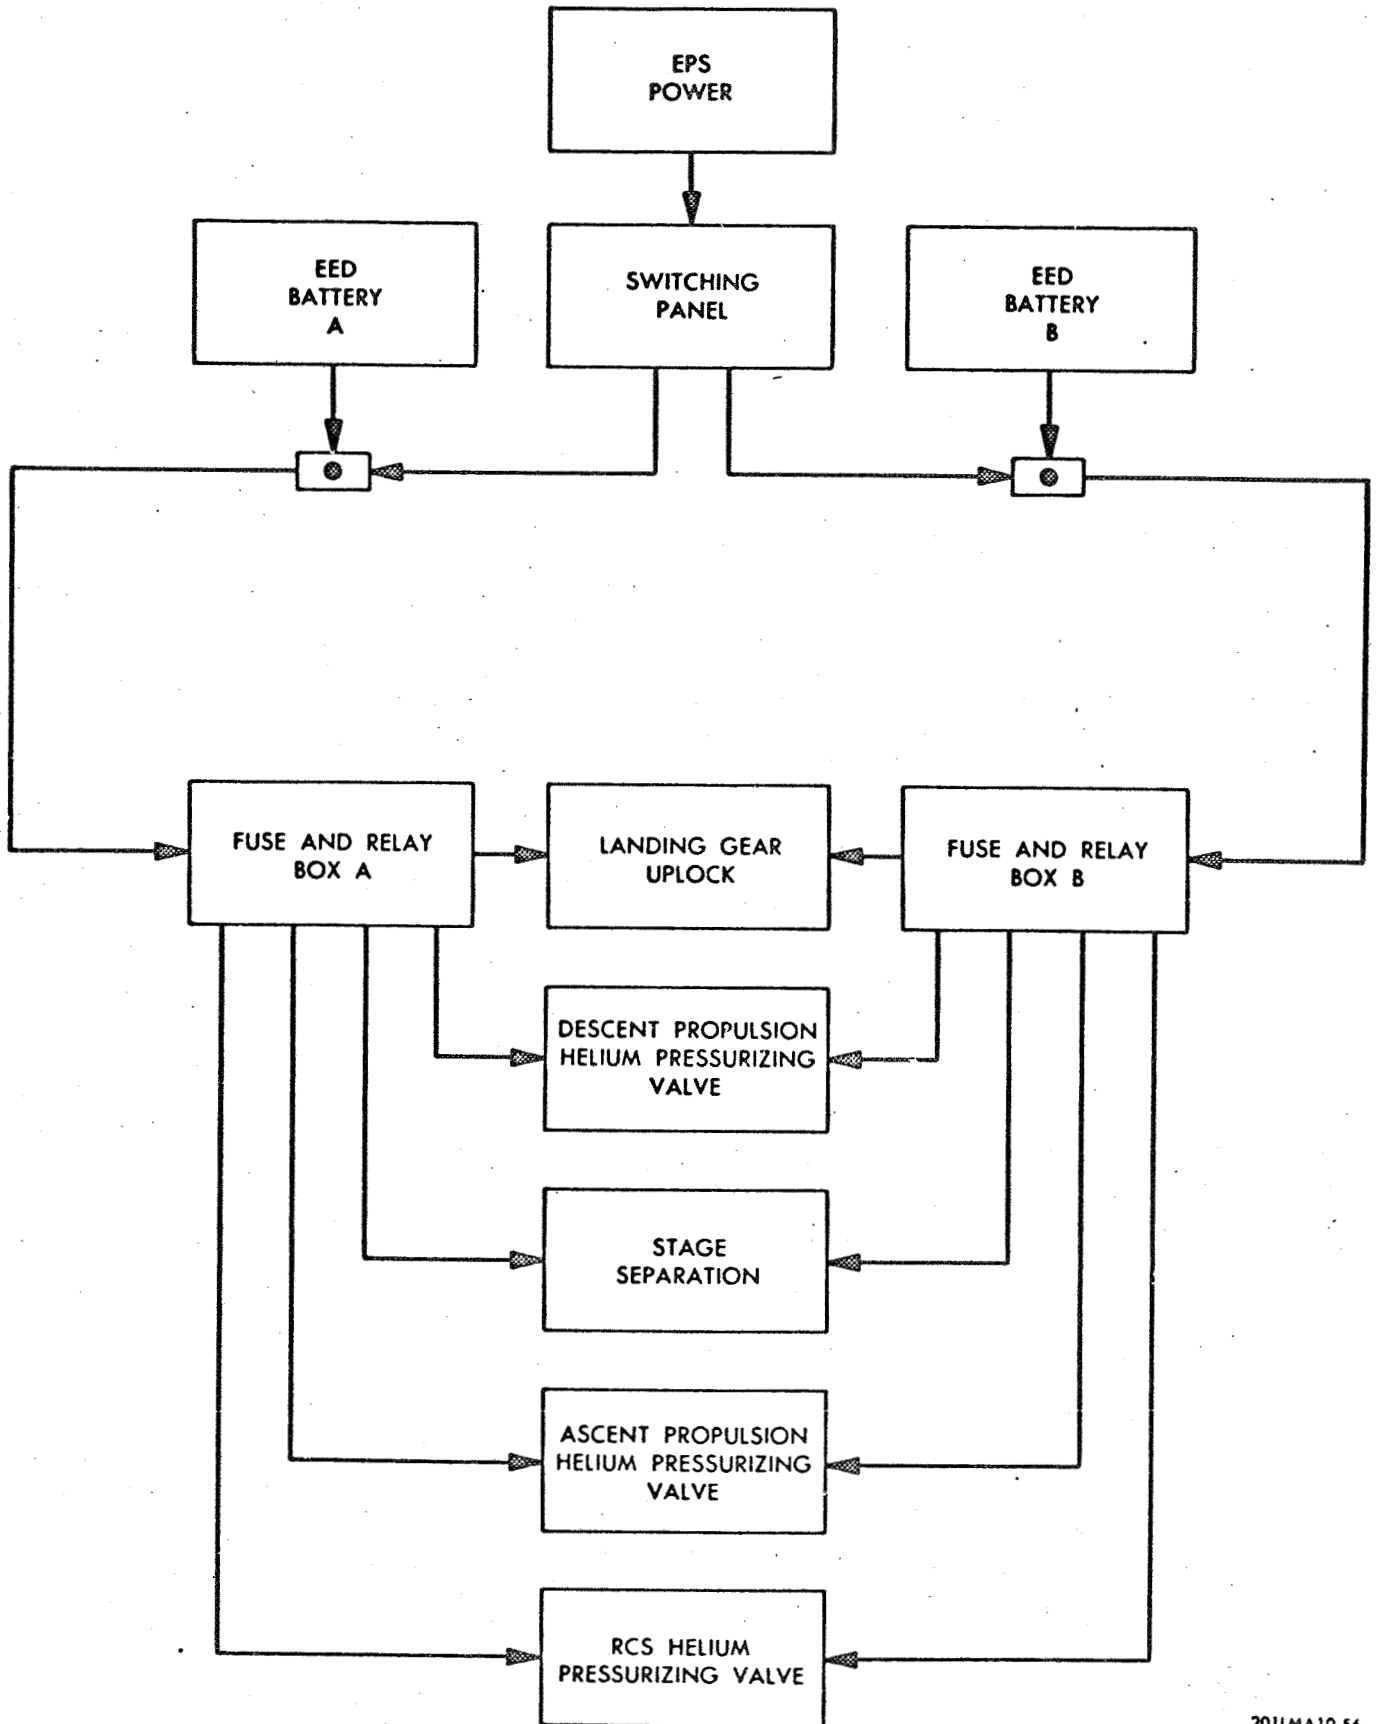 EPS
POWER
EED
BATTERY
A
SWITCHING
PANEL
EED
BATTERY
B
FUSE AND RELAY
BOX A
LANDING GEAR
UPLOCK
FUSE AND RELAY
BOX B
DESCENT PROPULSION
HELIUM PRESSURIZING
VALVE
STAGE
SEPARATION
ASCENT PROPULSION
HELIUM PRESSURIZING
VALVE
RCS HELIUM
PRESSURIZING VALVE